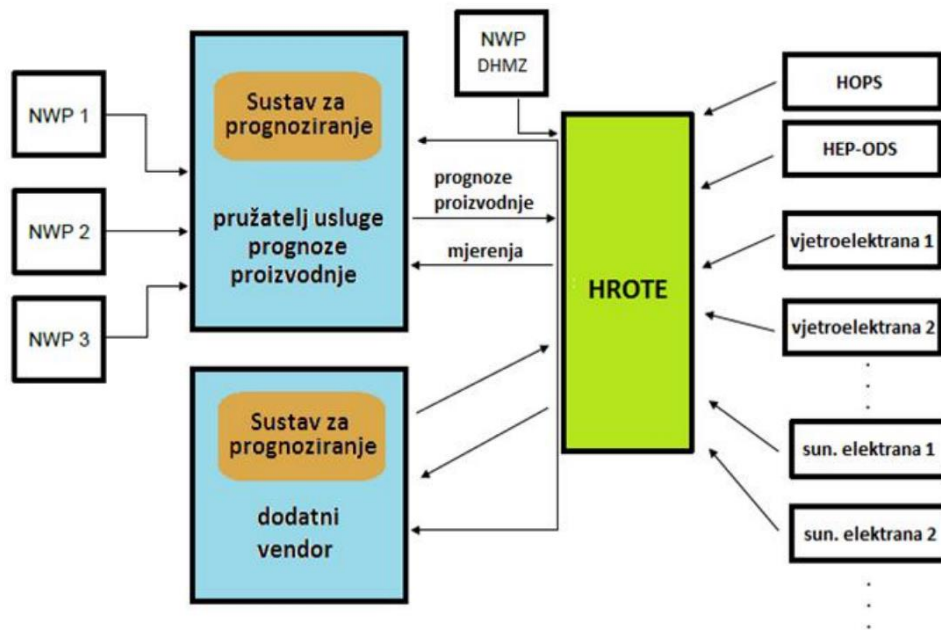 NWP 1
NWP 2
NWP 3
Sustav za
prognoziranje
pružatelj usluge
prognoze
proizvodnje
Sustav za
prognoziranje
dodatni
vendor
NWP
DHMZ
prognoze
proizvodnje
mjerenja
HROTE
HOPS
HEP-ODS
vjetroelektrana 1
vjetroelektrana 2
sun. elektrana 1
sun. elektrana 2